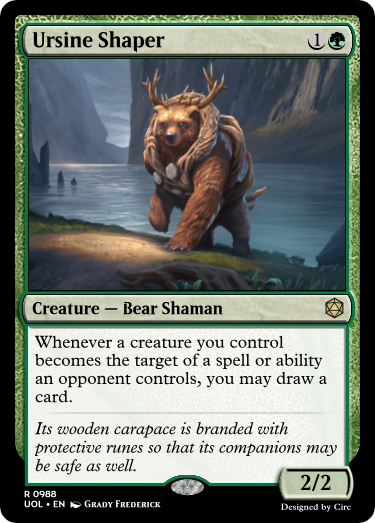 Ursine Shaper 1
Creature — Bear Shaman
Whenever a creature you control
becomes the target of a spell or ability
an opponent controls, you may draw a
card.
Its wooden carapace is branded with
protective runes so that its companions may
be safe as well.
2/2
R 0988
UOL • EN Grady Frederick
Designed by Circ